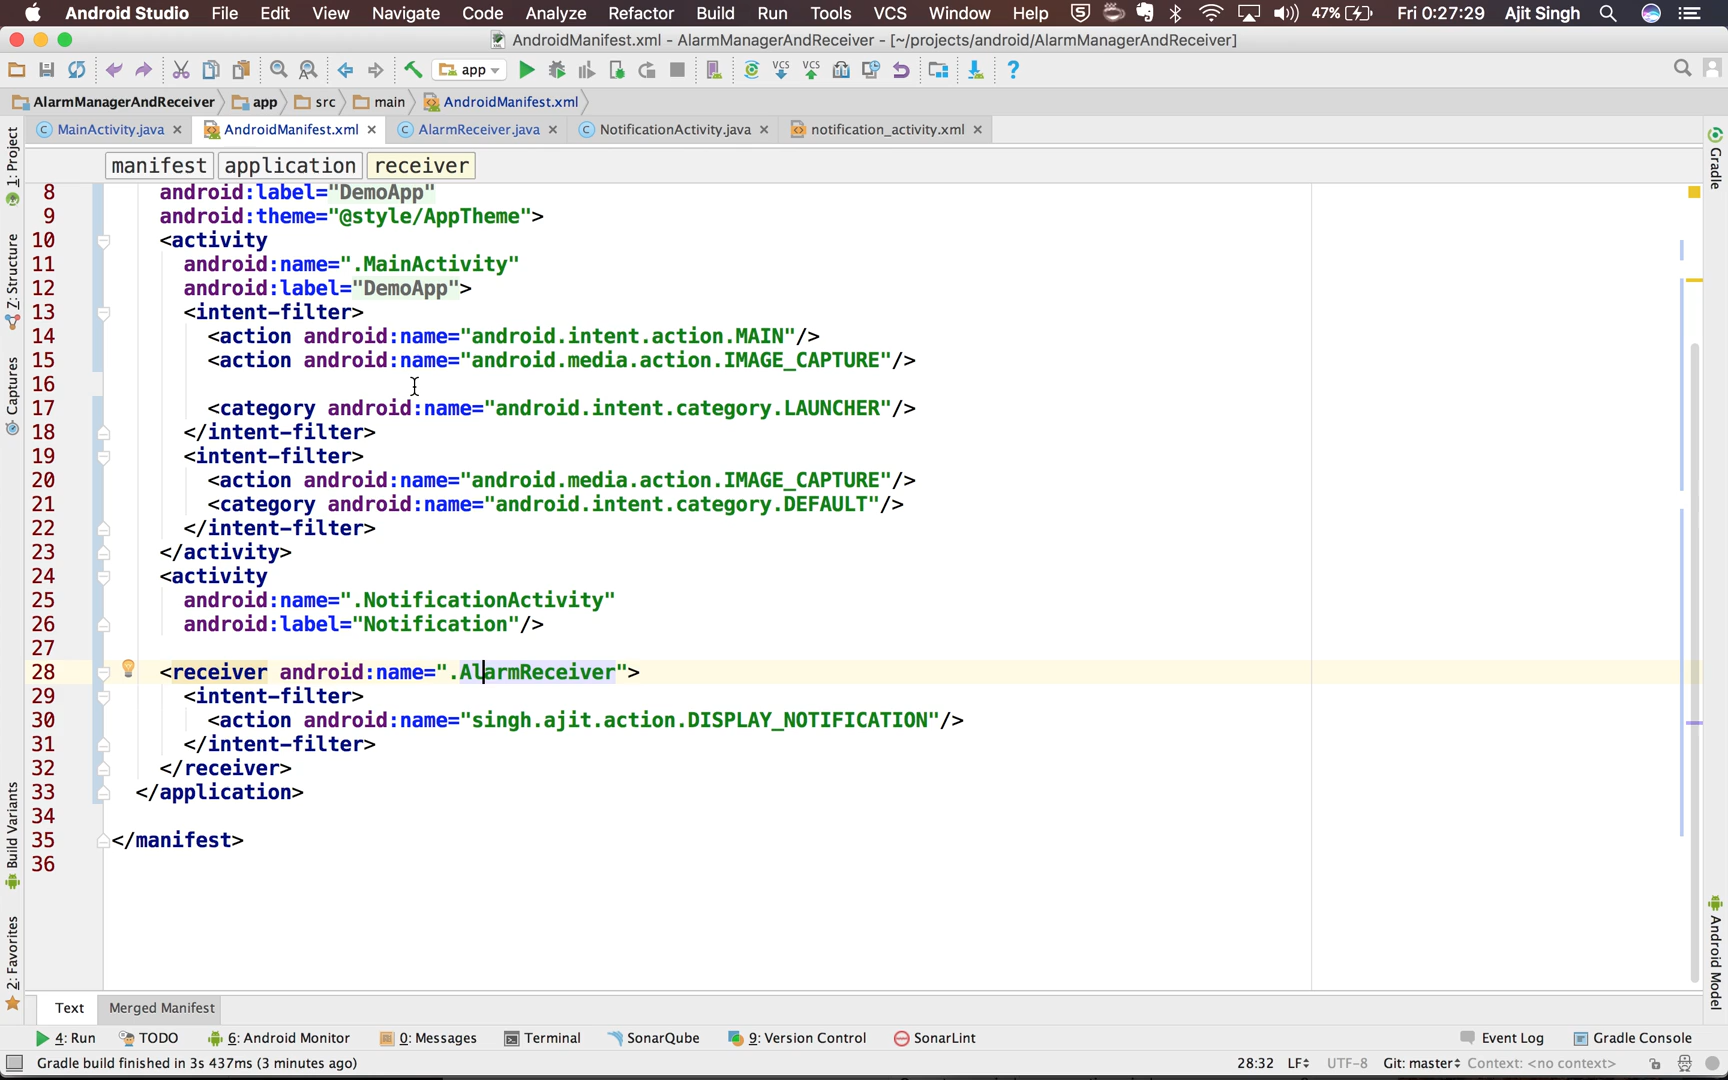 Android Studio File Edit View Navigate Code Analyze Refactor Build Run Tools VCS Window Help 47% Fri 0:27:29 Ajit Singh
AndroidManifest.xml - AlarmManagerAndReceiver - [~/projects/android/AlarmManagerAndReceiver]
app VCS VCS ?
AlarmManagerAndReceiver app src main AndroidManifest.xml
MainActivity.java AndroidManifest.xml AlarmReceiver.java NotificationActivity.java notification_activity.xml
manifest application receiver
8 android:label="DemoApp"
9 android:theme="@style/AppTheme">
10 <activity
11 android:name=".MainActivity"
12 android:label="DemoApp">
13 <intent-filter>
14 <action android:name="android.intent.action.MAIN"/>
15 <action android:name="android.media.action.IMAGE_CAPTURE"/>
16
17 <category android:name="android.intent.category.LAUNCHER"/>
18 </intent-filter>
19 <intent-filter>
20 <action android:name="android.media.action.IMAGE_CAPTURE"/>
21 <category android:name="android.intent.category.DEFAULT"/>
22 </intent-filter>
23 </activity>
24 <activity
25 android:name=".NotificationActivity"
26 android:label="Notification"/>
27
28 <receiver android:name=".AlarmReceiver">
29 <intent-filter>
30 <action android:name="singh.ajit.action.DISPLAY_NOTIFICATION"/>
31 </intent-filter>
32 </receiver>
33 </application>
34
35 </manifest>
36
1: Project
Z: Structure
Captures
Build Variants
2: Favorites
Gradle
Android Model
Text Merged Manifest
4: Run TODO 6: Android Monitor 0: Messages Terminal SonarQube 9: Version Control SonarLint Event Log Gradle Console
Gradle build finished in 3s 437ms (3 minutes ago) 28:32 LF UTF-8 Git: master Context: <no context>